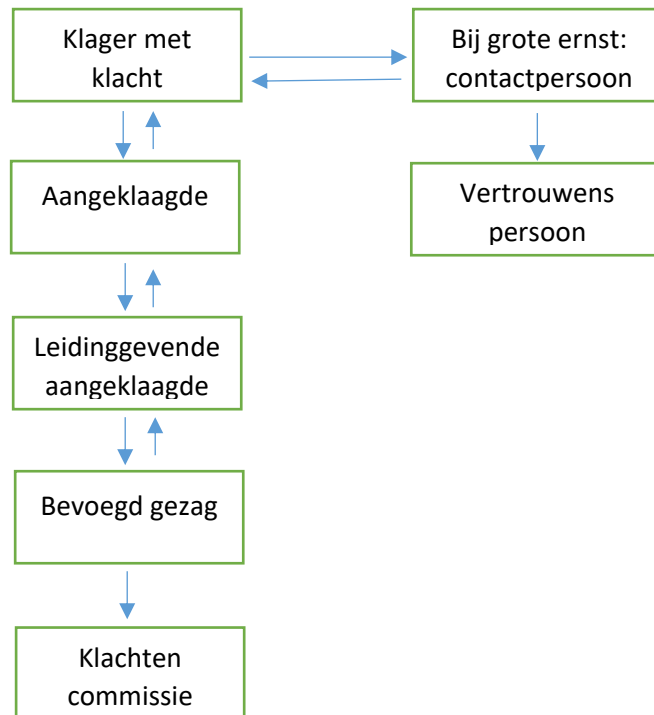 Klager met
klacht
Bij grote ernst:
contactpersoon
Aangeklaagde
Vertrouwens
persoon
Leidinggevende
aangeklaagde
Bevoegd gezag
Klachten
commissie